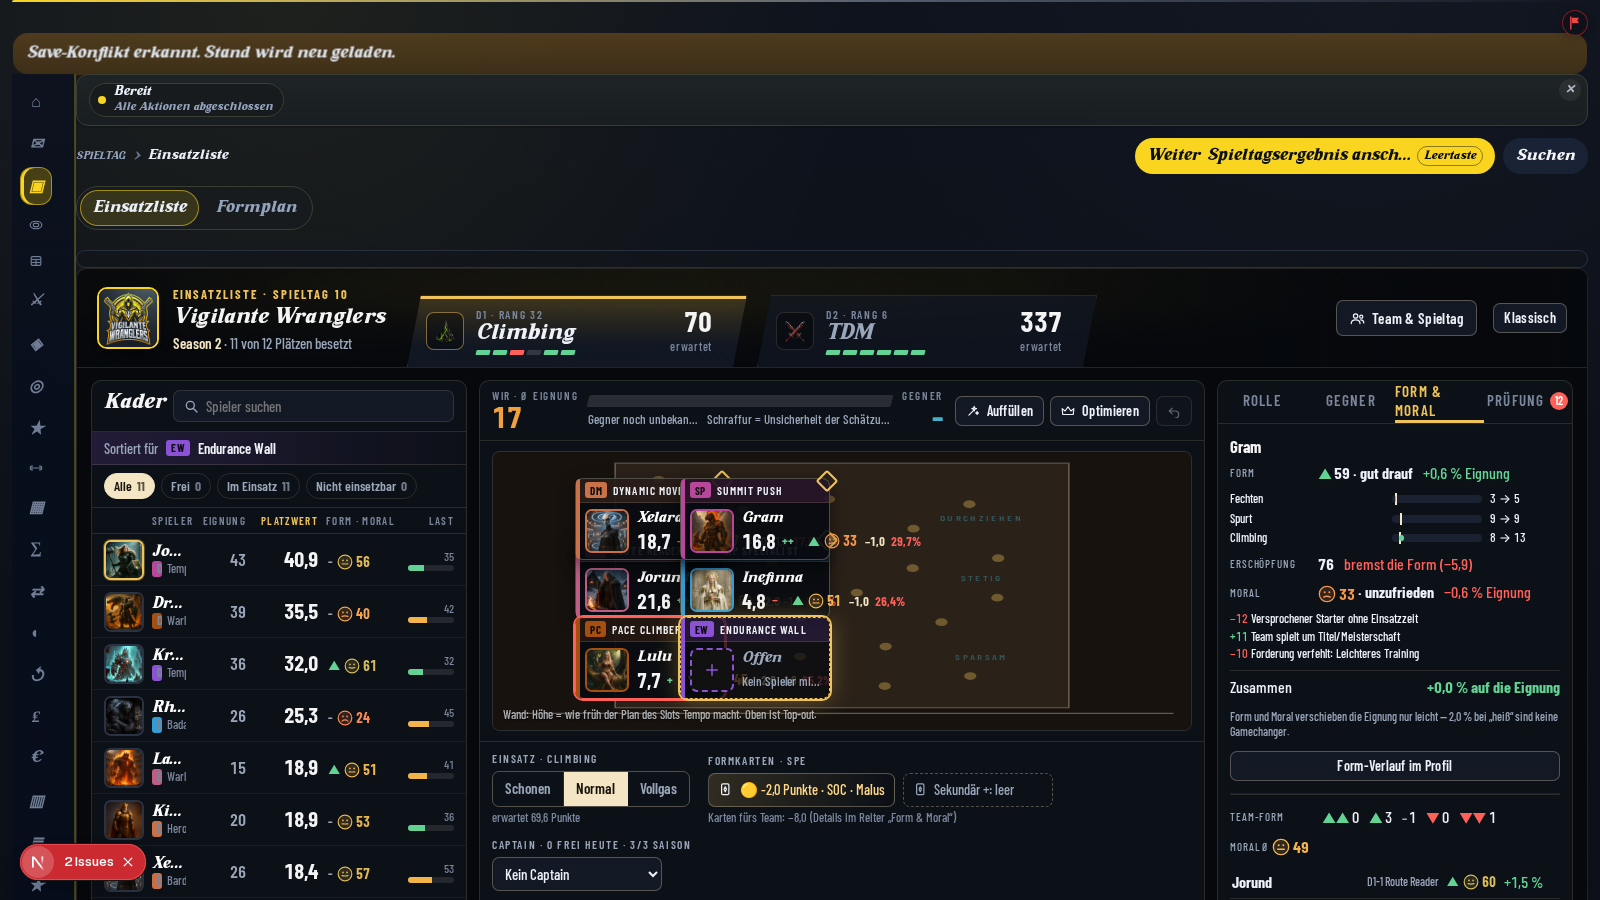 Save-Konflikt erkannt. Stand wird neu geladen.
Bereit
Alle Aktionen abgeschlossen
SPIELTAG > Einsatzliste
Weiter Spieltagsergebnis ansch... Leertaste
Suchen
Einsatzliste
Formplan
EINSATZLISTE · SPIELTAG 10
Vigilante Wranglers
Season 2 · 11 von 12 Plätzen besetzt
D1 · RANG 32
Climbing
70
erwartet
D2 · RANG 6
TDM
337
erwartet
Team & Spieltag
Klassisch
Kader
Spieler suchen
Sortiert für EW Endurance Wall
Alle 11
Frei 0
Im Einsatz 11
Nicht einsetzbar 0
SPIELER EIGNUNG PLATZWERT FORM · MORAL LAST
Jo... 43 40,9 - 56 35
Temp
Dr... 39 35,5 - 40 42
Warl
Kr... 36 32,0 61 32
Temp
Rh... 26 25,3 - 24 45
Bada
La... 15 18,9 51 41
Warl
Ki... 20 18,9 - 53 36
Hero
Xe... 26 18,4 - 57 53
Bard
2 Issues
WIR · Ø EIGNUNG
17
Gegner noch unbekan...
Schraffur = Unsicherheit der Schätzu...
GEGNER
–
Auffüllen
Optimieren
DM DYNAMIC MOVE
Xelara
18,7
SP SUMMIT PUSH
Gram
16,8 ++ 33 −1,0 29,7%
Jorun
21,6
Inefinna
4,8 − 51 −1,0 26,4%
PC PACE CLIMBER
Lulu
7,7 +
EW ENDURANCE WALL
Offen
Kein Spieler mi...
DURCHZIEHEN
STETIG
SPARSAM
Wand: Höhe = wie früh der Plan des Slots Tempo macht. Oben ist Top-out.
EINSATZ · CLIMBING
Schonen
Normal
Vollgas
erwartet 69,6 Punkte
FORMKARTEN · SPE
-2,0 Punkte · SOC · Malus
Sekundär +: leer
Karten fürs Team: −8,0 (Details im Reiter „Form & Moral“)
CAPTAIN · 0 FREI HEUTE · 3/3 SAISON
Kein Captain
ROLLE
GEGNER
FORM & MORAL
PRÜFUNG 12
Gram
FORM 59 · gut drauf +0,6 % Eignung
Fechten 3 → 5
Spurt 9 → 9
Climbing 8 → 13
ERSCHÖPFUNG 76 bremst die Form (−5,9)
MORAL 33 · unzufrieden −0,6 % Eignung
−12 Versprochener Starter ohne Einsatzziel
+11 Team spielt um Titel/Meisterschaft
−10 Forderung verfehlt: Leichteres Training
Zusammen +0,0 % auf die Eignung
Form und Moral verschieben die Eignung nur leicht – 2,0 % bei „heiß“ sind keine
Gamechanger.
Form-Verlauf im Profil
TEAM-FORM 0 3 - 1 0 1
MORAL Ø 49
Jorund D1-1 Route Reader 60 +1,5 %